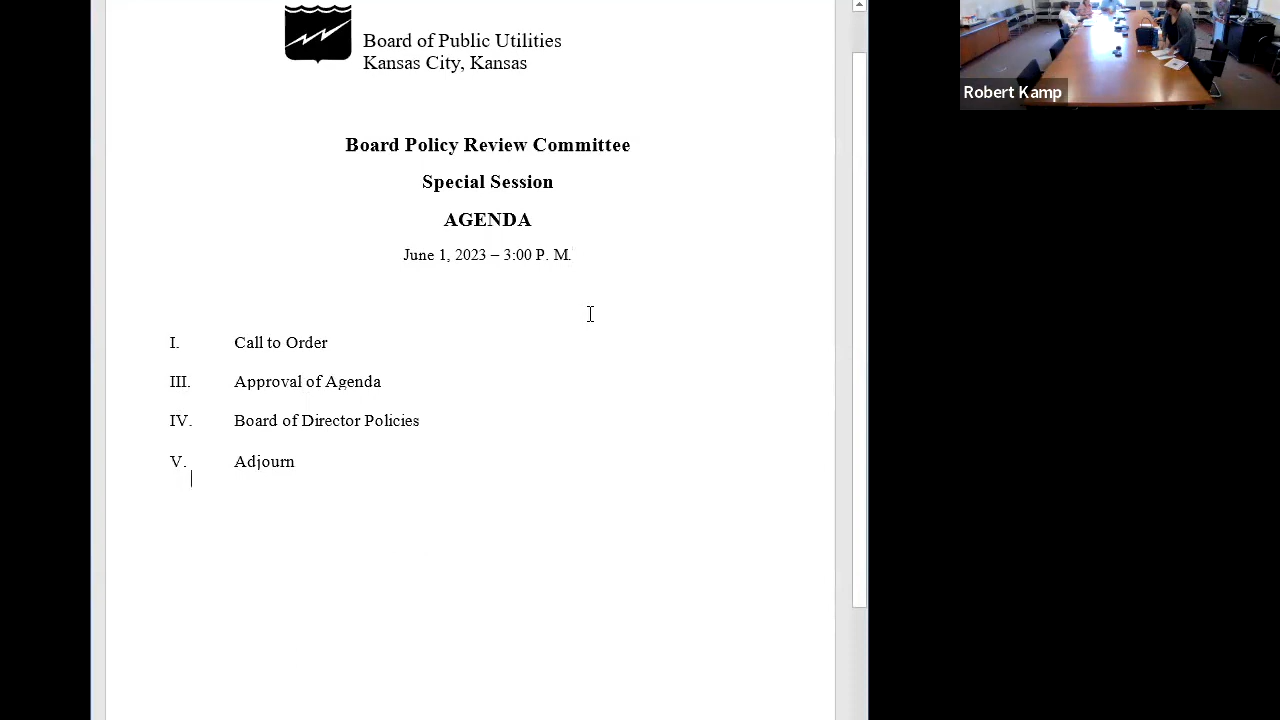 Board of Public Utilities
Kansas City, Kansas
Board Policy Review Committee
Special Session
AGENDA
June 1, 2023 – 3:00 P. M.
I. Call to Order
III. Approval of Agenda
IV. Board of Director Policies
V. Adjourn
Robert Kamp